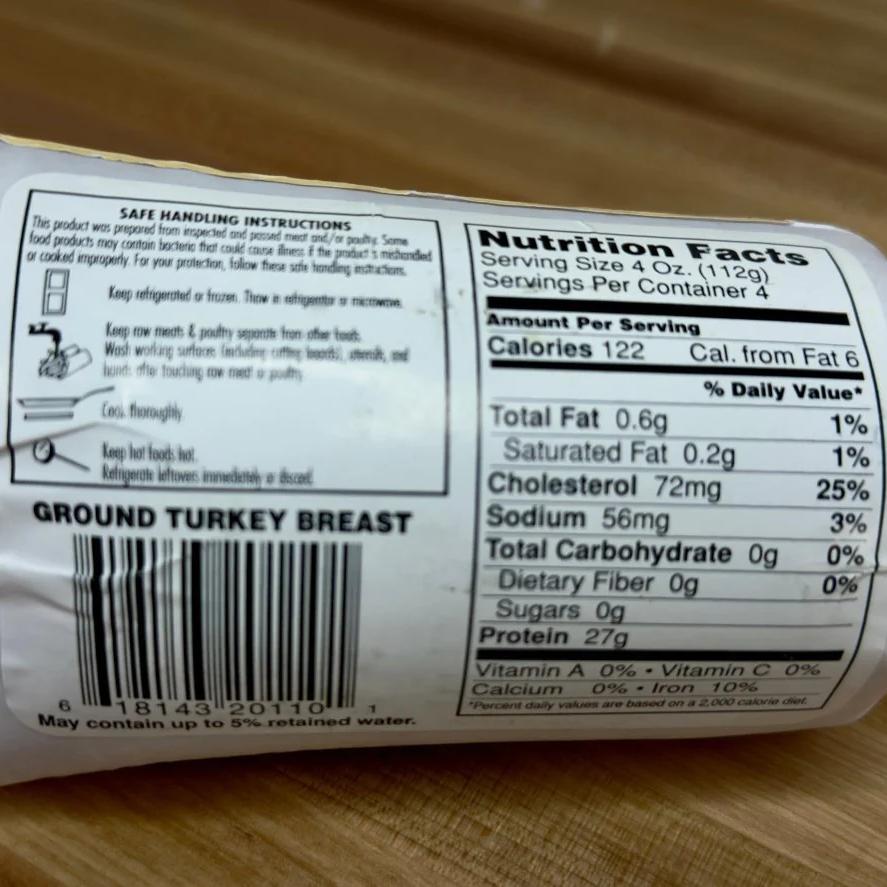 SAFE HANDLING INSTRUCTIONS
This product was prepared from inspected and passed meat and/or poultry. Some
food products may contain bacteria that could cause illness if the product is mishandled
or cooked improperly. For your protection, follow these safe handling instructions.
Keep refrigerated or frozen. Thaw in refrigerator or microwave.
Keep raw meats & poultry separate from other foods.
Wash working surfaces (including cutting boards), utensils, and
hands after touching raw meat or poultry.
Cook thoroughly.
Keep hot foods hot.
Refrigerate leftovers immediately or discard.
GROUND TURKEY BREAST
6 18143 20110 1
May contain up to 5% retained water.
Nutrition Facts
Serving Size 4 Oz. (112g)
Servings Per Container 4
Amount Per Serving
Calories 122 Cal. from Fat 6
% Daily Value*
Total Fat 0.6g 1%
Saturated Fat 0.2g 1%
Cholesterol 72mg 25%
Sodium 56mg 3%
Total Carbohydrate 0g 0%
Dietary Fiber 0g 0%
Sugars 0g
Protein 27g
Vitamin A 0% • Vitamin C 0%
Calcium 0% • Iron 10%
*Percent daily values are based on a 2,000 calorie diet.